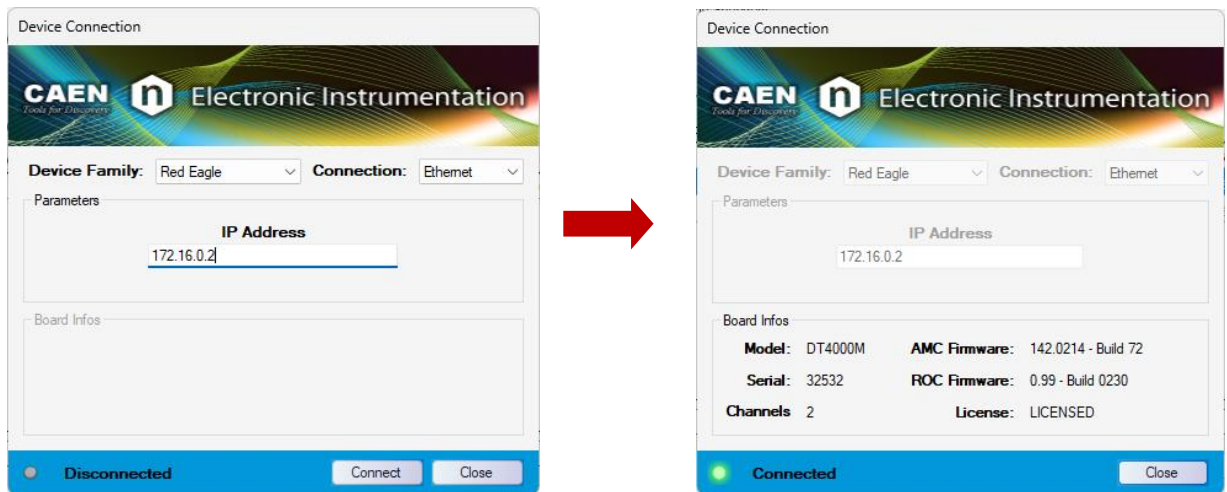 Device Connection
CAEN n Electronic Instrumentation
Tools for Discovery
Device Family: Red Eagle Connection: Ethernet
Parameters
IP Address
172.16.0.2
Board Infos
Disconnected Connect Close
Device Connection
CAEN n Electronic Instrumentation
Tools for Discovery
Device Family: Red Eagle Connection: Ethernet
Parameters
IP Address
172.16.0.2
Board Infos
Model: DT4000M AMC Firmware: 142.0214 - Build 72
Serial: 32532 ROC Firmware: 0.99 - Build 0230
Channels 2 License: LICENSED
Connected Close